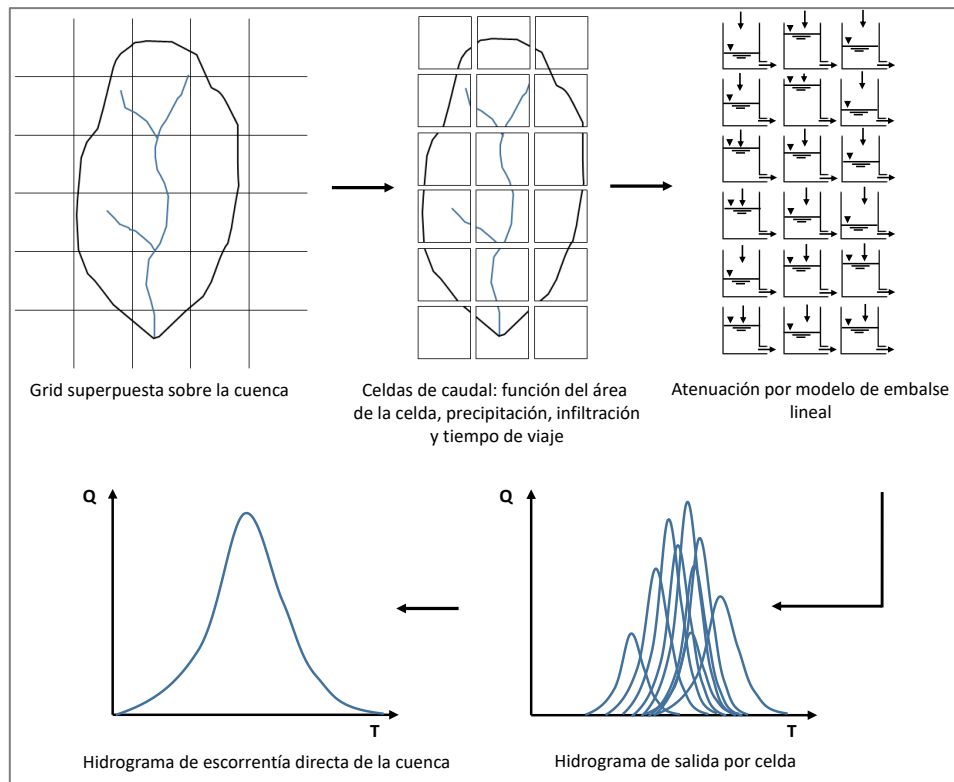 Grid superpuesta sobre la cuenca
Celdas de caudal: función del área
de la celda, precipitación, infiltración
y tiempo de viaje
Atenuación por modelo de embalse
lineal
Q
T
Hidrograma de escorrentía directa de la cuenca
Q
T
Hidrograma de salida por celda